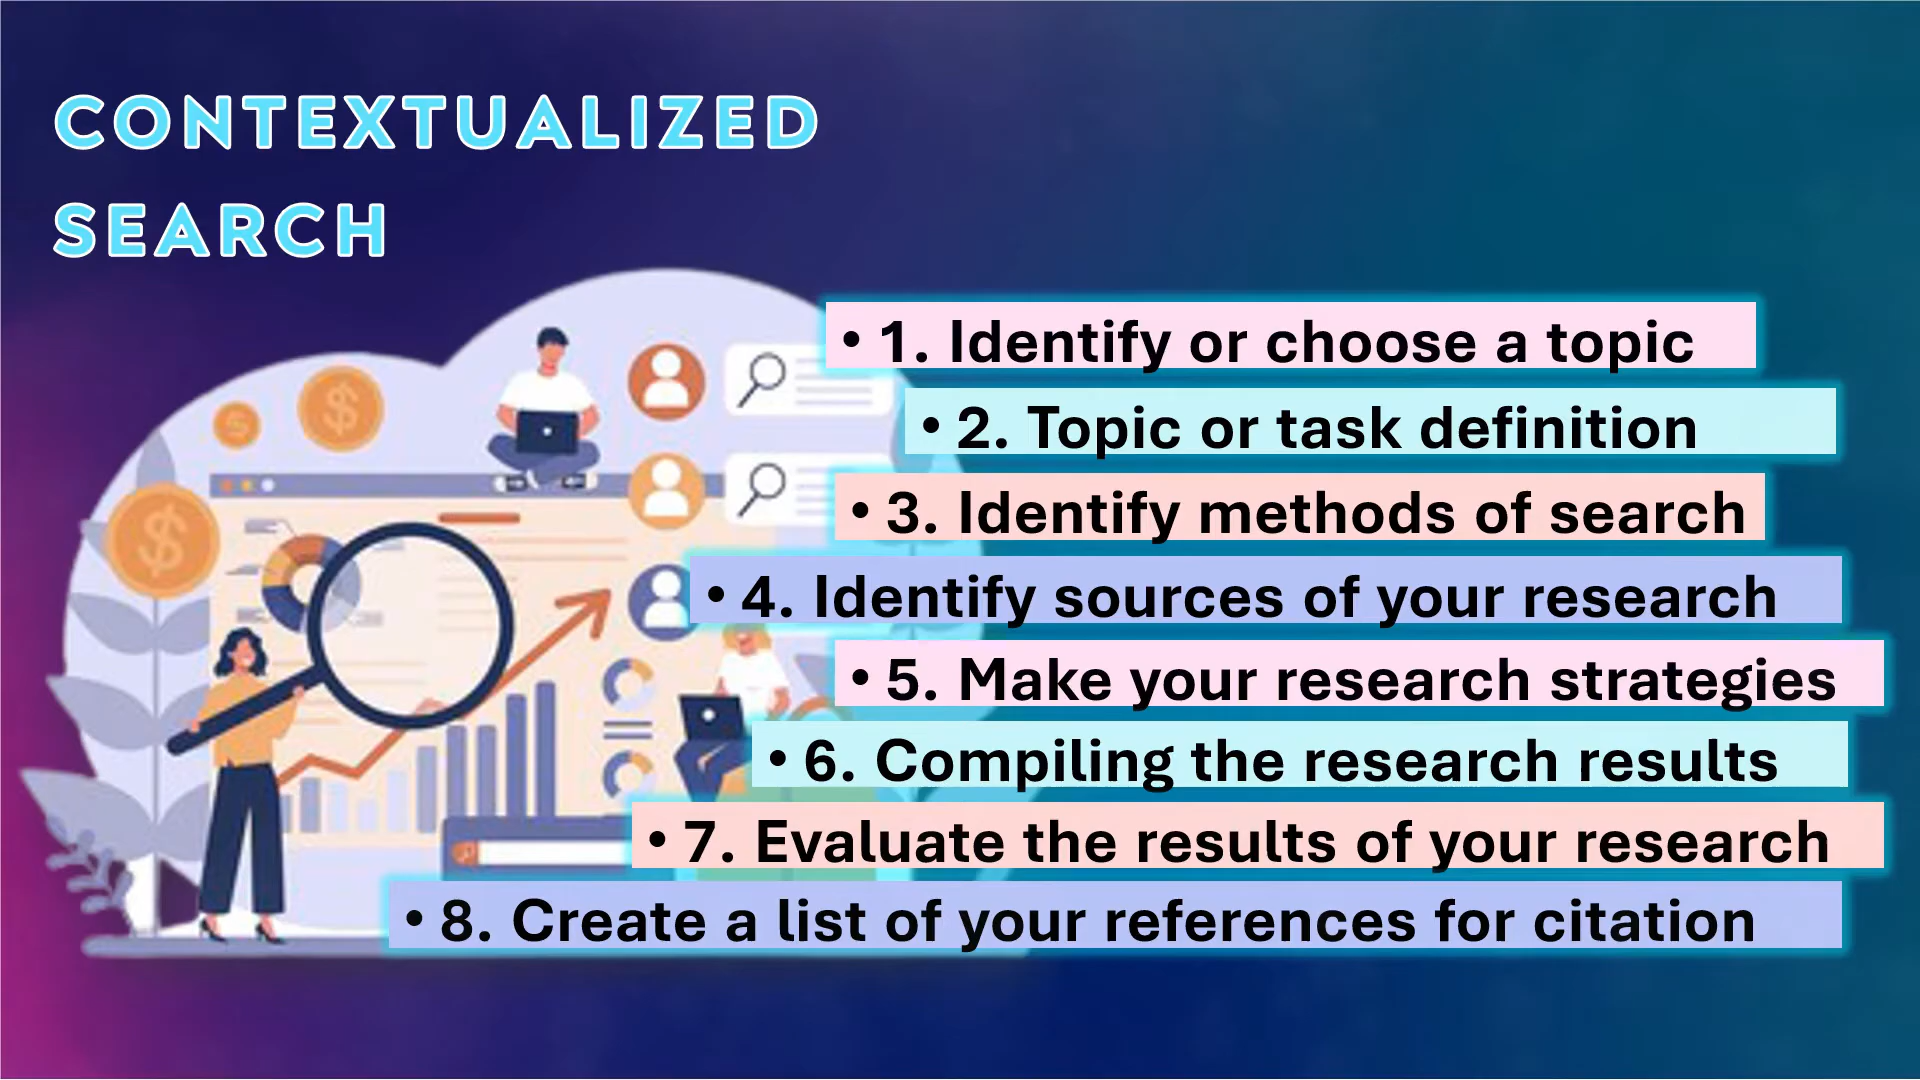 CONTEXTUALIZED
SEARCH
• 1. Identify or choose a topic
• 2. Topic or task definition
• 3. Identify methods of search
• 4. Identify sources of your research
• 5. Make your research strategies
• 6. Compiling the research results
• 7. Evaluate the results of your research
• 8. Create a list of your references for citation